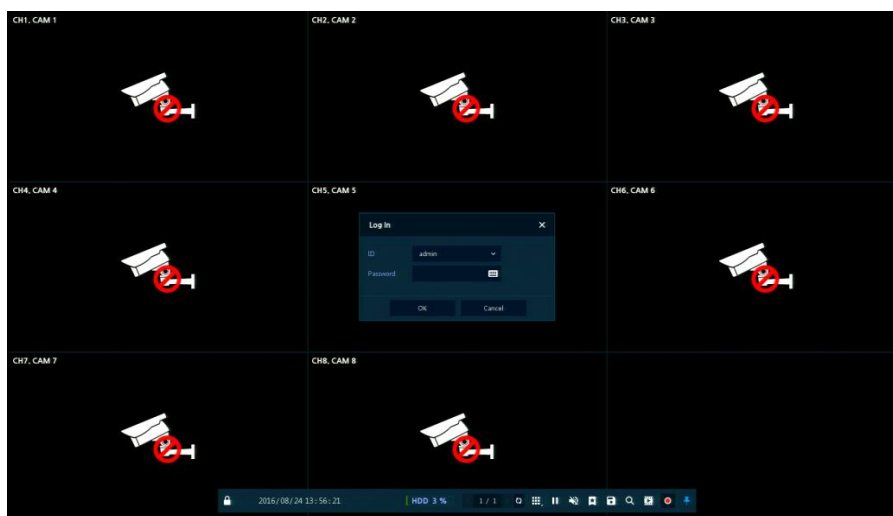 CH1, CAM 1
CH2, CAM 2
CH3, CAM 3
CH4, CAM 4
CH5, CAM 5
CH6, CAM 6
Log In
ID
admin
Password
OK
Cancel
CH7, CAM 7
CH8, CAM 8
2016/08/24 13:56:21
HDD 3 %
1 / 1